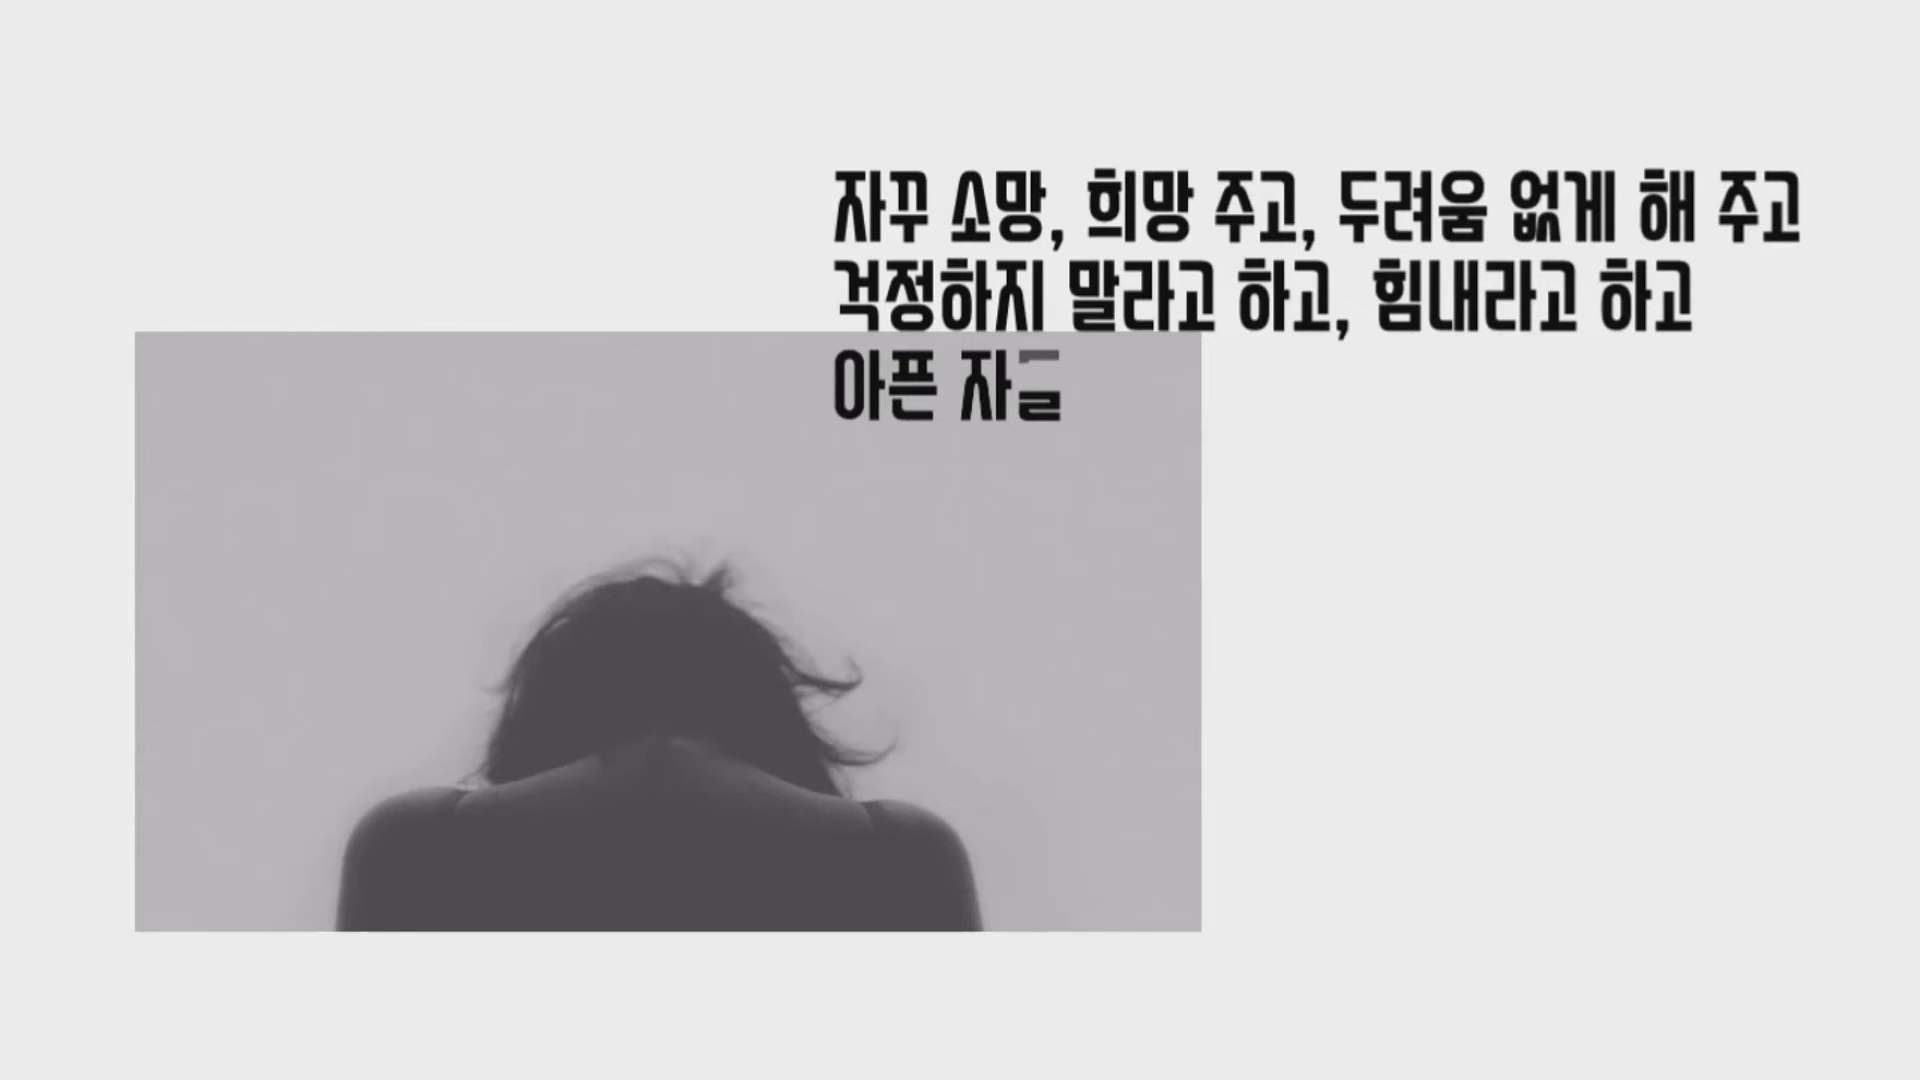 자꾸 소망, 희망 주고, 두려움 없게 해 주고
걱정하지 말라고 하고, 힘내라고 하고
아픈